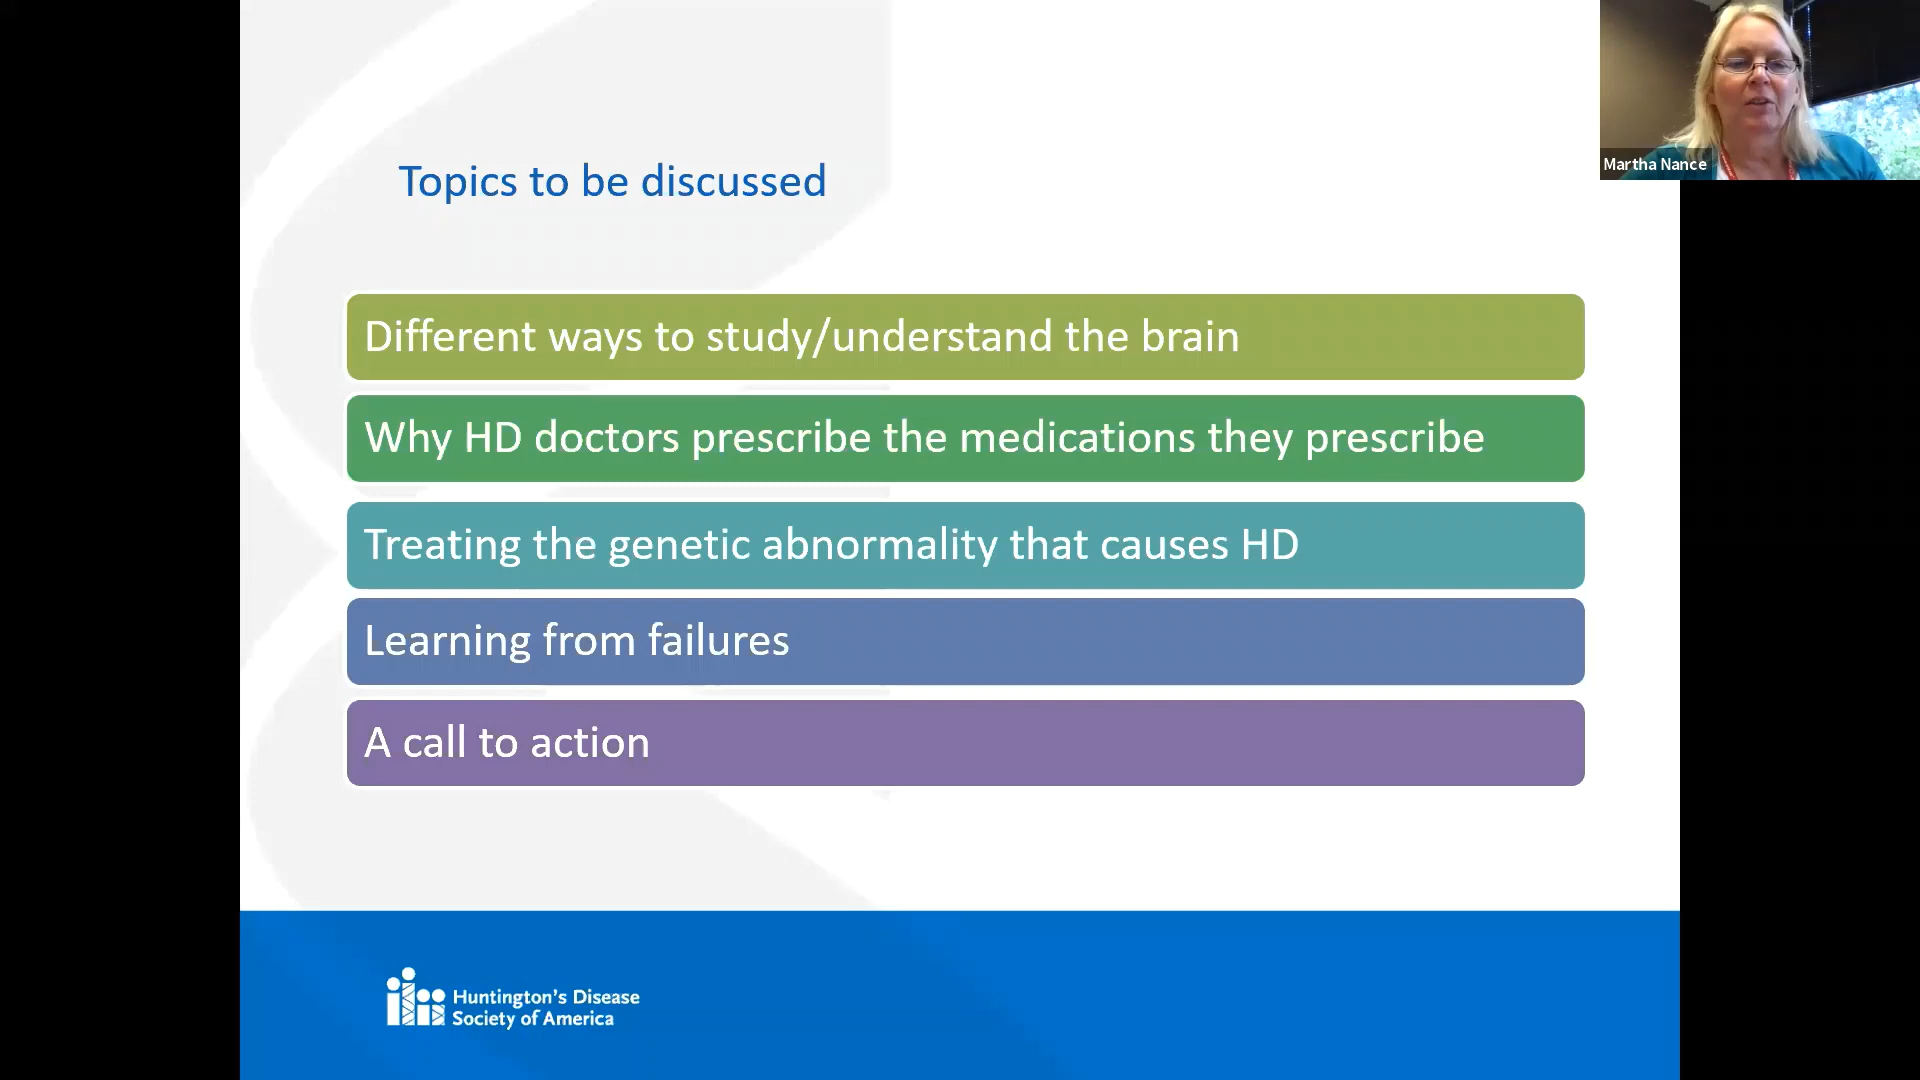 Martha Nance
Topics to be discussed
Different ways to study/understand the brain
Why HD doctors prescribe the medications they prescribe
Treating the genetic abnormality that causes HD
Learning from failures
A call to action
Huntington's Disease
Society of America